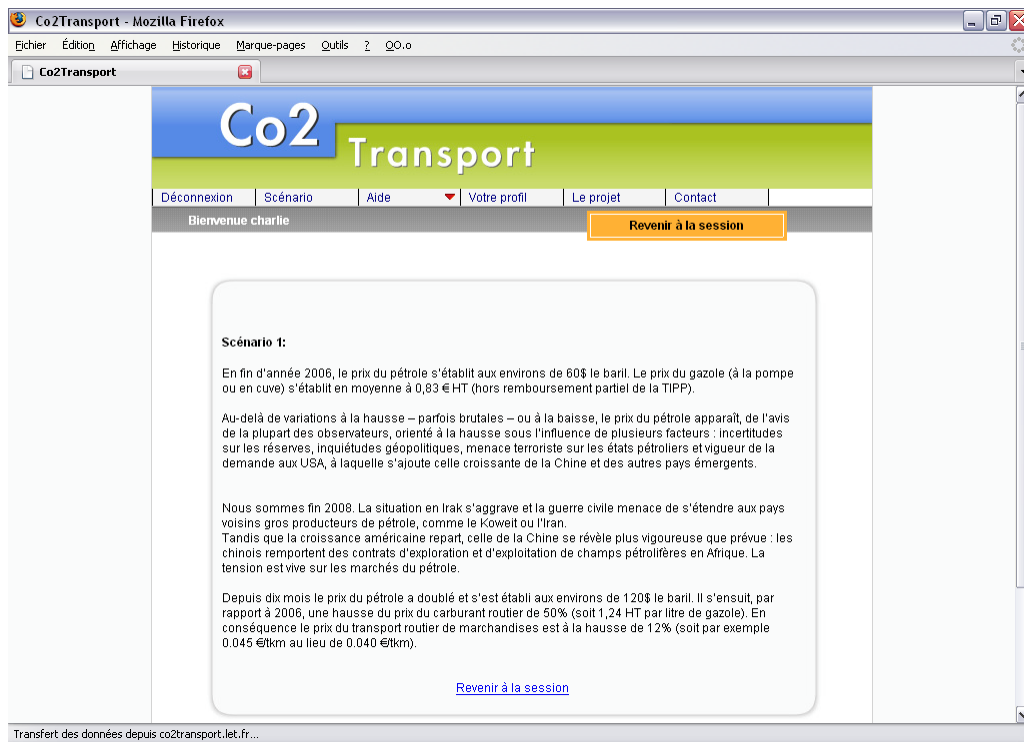 Co2Transport - Mozilla Firefox
Fichier Édition Affichage Historique Marque-pages Outils ? OO.o
Co2Transport
Co2
Transport
Déconnexion Scénario Aide Votre profil Le projet Contact
Bienvenue charlie
Revenir à la session
Scénario 1:
En fin d'année 2006, le prix du pétrole s'établit aux environs de 60$ le baril. Le prix du gazole (à la pompe
ou en cuve) s'établit en moyenne à 0,83 € HT (hors remboursement partiel de la TIPP).
Au-delà de variations à la hausse – parfois brutales – ou à la baisse, le prix du pétrole apparaît, de l'avis
de la plupart des observateurs, orienté à la hausse sous l'influence de plusieurs facteurs : incertitudes
sur les réserves, inquiétudes géopolitiques, menace terroriste sur les états pétroliers et vigueur de la
demande aux USA, à laquelle s'ajoute celle croissante de la Chine et des autres pays émergents.
Nous sommes fin 2008. La situation en Irak s'aggrave et la guerre civile menace de s'étendre aux pays
voisins gros producteurs de pétrole, comme le Koweit ou l'Iran.
Tandis que la croissance américaine repart, celle de la Chine se révèle plus vigoureuse que prévue : les
chinois remportent des contrats d'exploration et d'exploitation de champs pétrolifères en Afrique. La
tension est vive sur les marchés du pétrole.
Depuis dix mois le prix du pétrole a doublé et s'est établi aux environs de 120$ le baril. Il s'ensuit, par
rapport à 2006, une hausse du prix du carburant routier de 50% (soit 1,24 HT par litre de gazole). En
conséquence le prix du transport routier de marchandises est à la hausse de 12% (soit par exemple
0.045 €/tkm au lieu de 0.040 €/tkm).
Revenir à la session
Transfert des données depuis co2transport.let.fr...